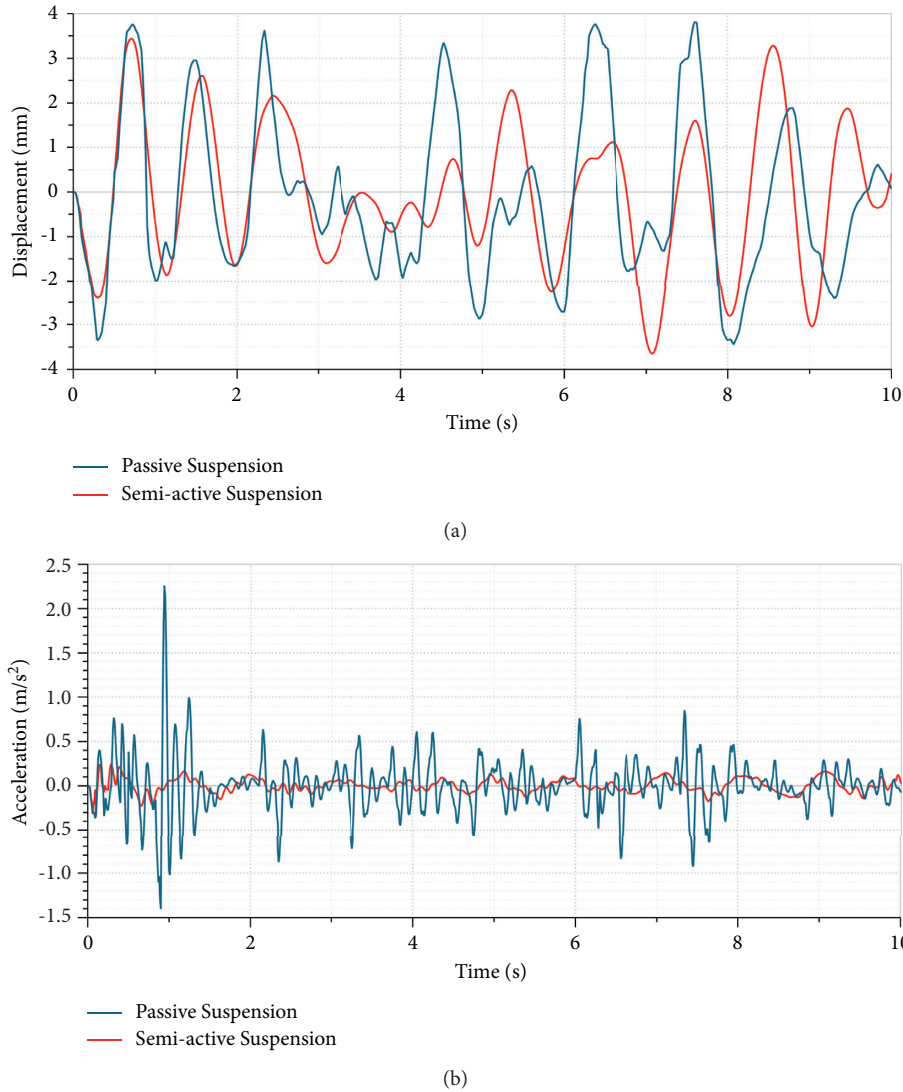 4
3
2
1
0
-1
-2
-3
-4
Displacement (mm)
0 2 4 6 8 10
Time (s)
Passive Suspension
Semi-active Suspension
(a)
2.5
2.0
1.5
1.0
0.5
0.0
-0.5
-1.0
-1.5
Acceleration (m/s²)
0 2 4 6 8 10
Time (s)
Passive Suspension
Semi-active Suspension
(b)